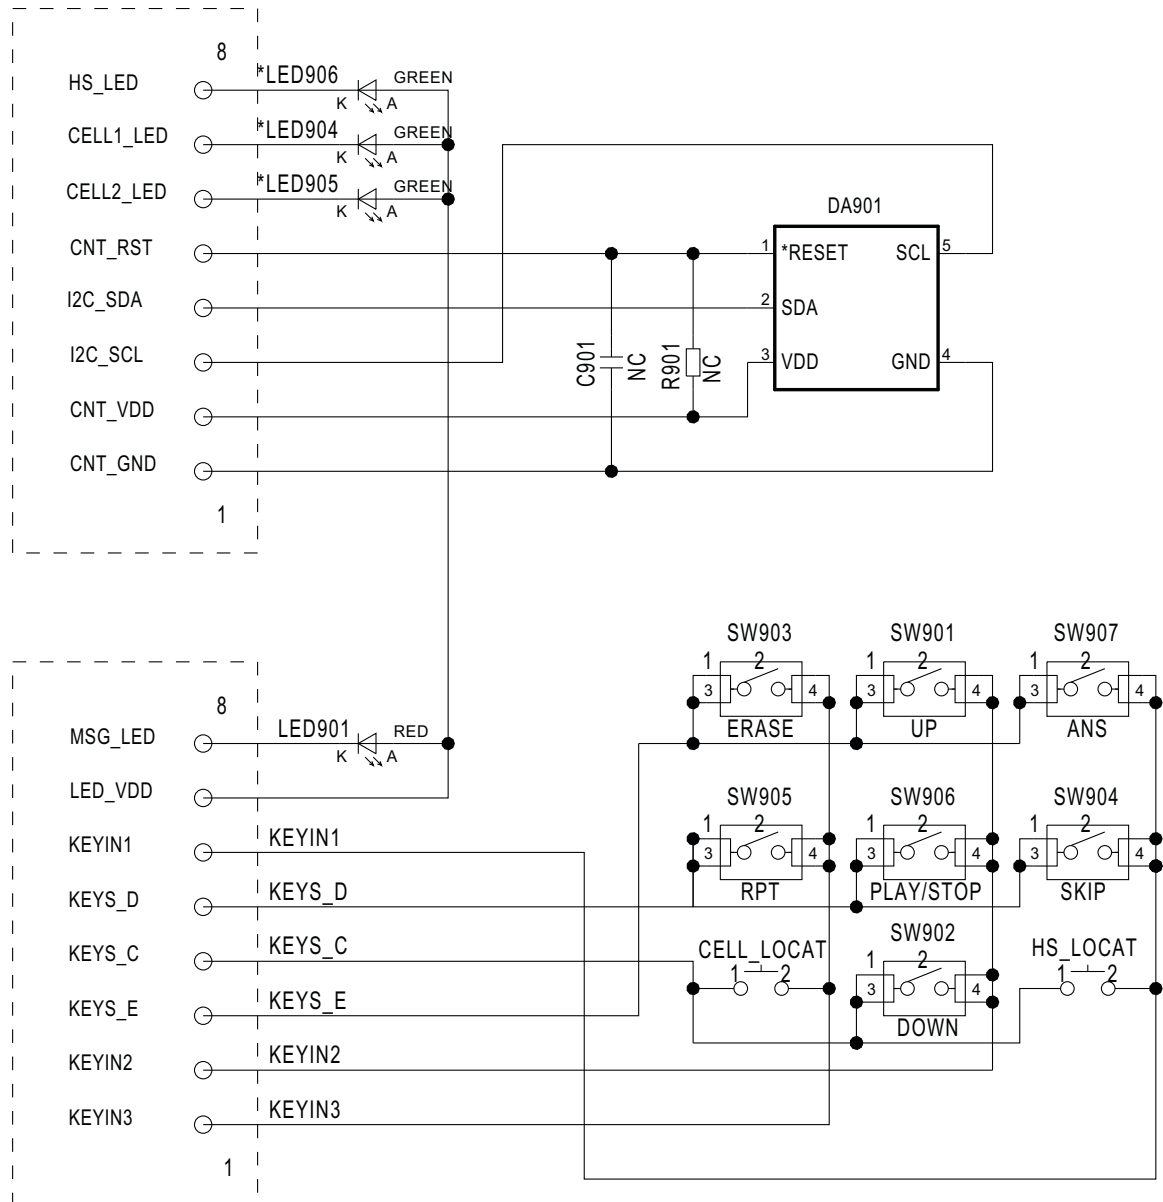 8
HS_LED *LED906 GREEN
K A
CELL1_LED *LED904 GREEN
K A
CELL2_LED *LED905 GREEN
K A
DA901
CNT_RST 1 *RESET SCL 5
I2C_SDA 2 SDA
I2C_SCL C901 NC R901 NC 3 VDD GND 4
CNT_VDD
CNT_GND
1
SW903 SW901 SW907
1 2 1 2 1 2
3 4 3 4 3 4
8
MSG_LED LED901 RED ERASE UP ANS
K A
LED_VDD SW905 SW906 SW904
1 2 1 2 1 2
KEYIN1 KEYIN1 3 4 3 4 3 4
KEYS_D KEYS_D RPT PLAY/STOP SKIP
KEYS_C KEYS_C CELL_LOCAT SW902 HS_LOCAT
1 2 1 2 1 2
3 4
KEYS_E KEYS_E DOWN
KEYIN2 KEYIN2
KEYIN3 KEYIN3
1